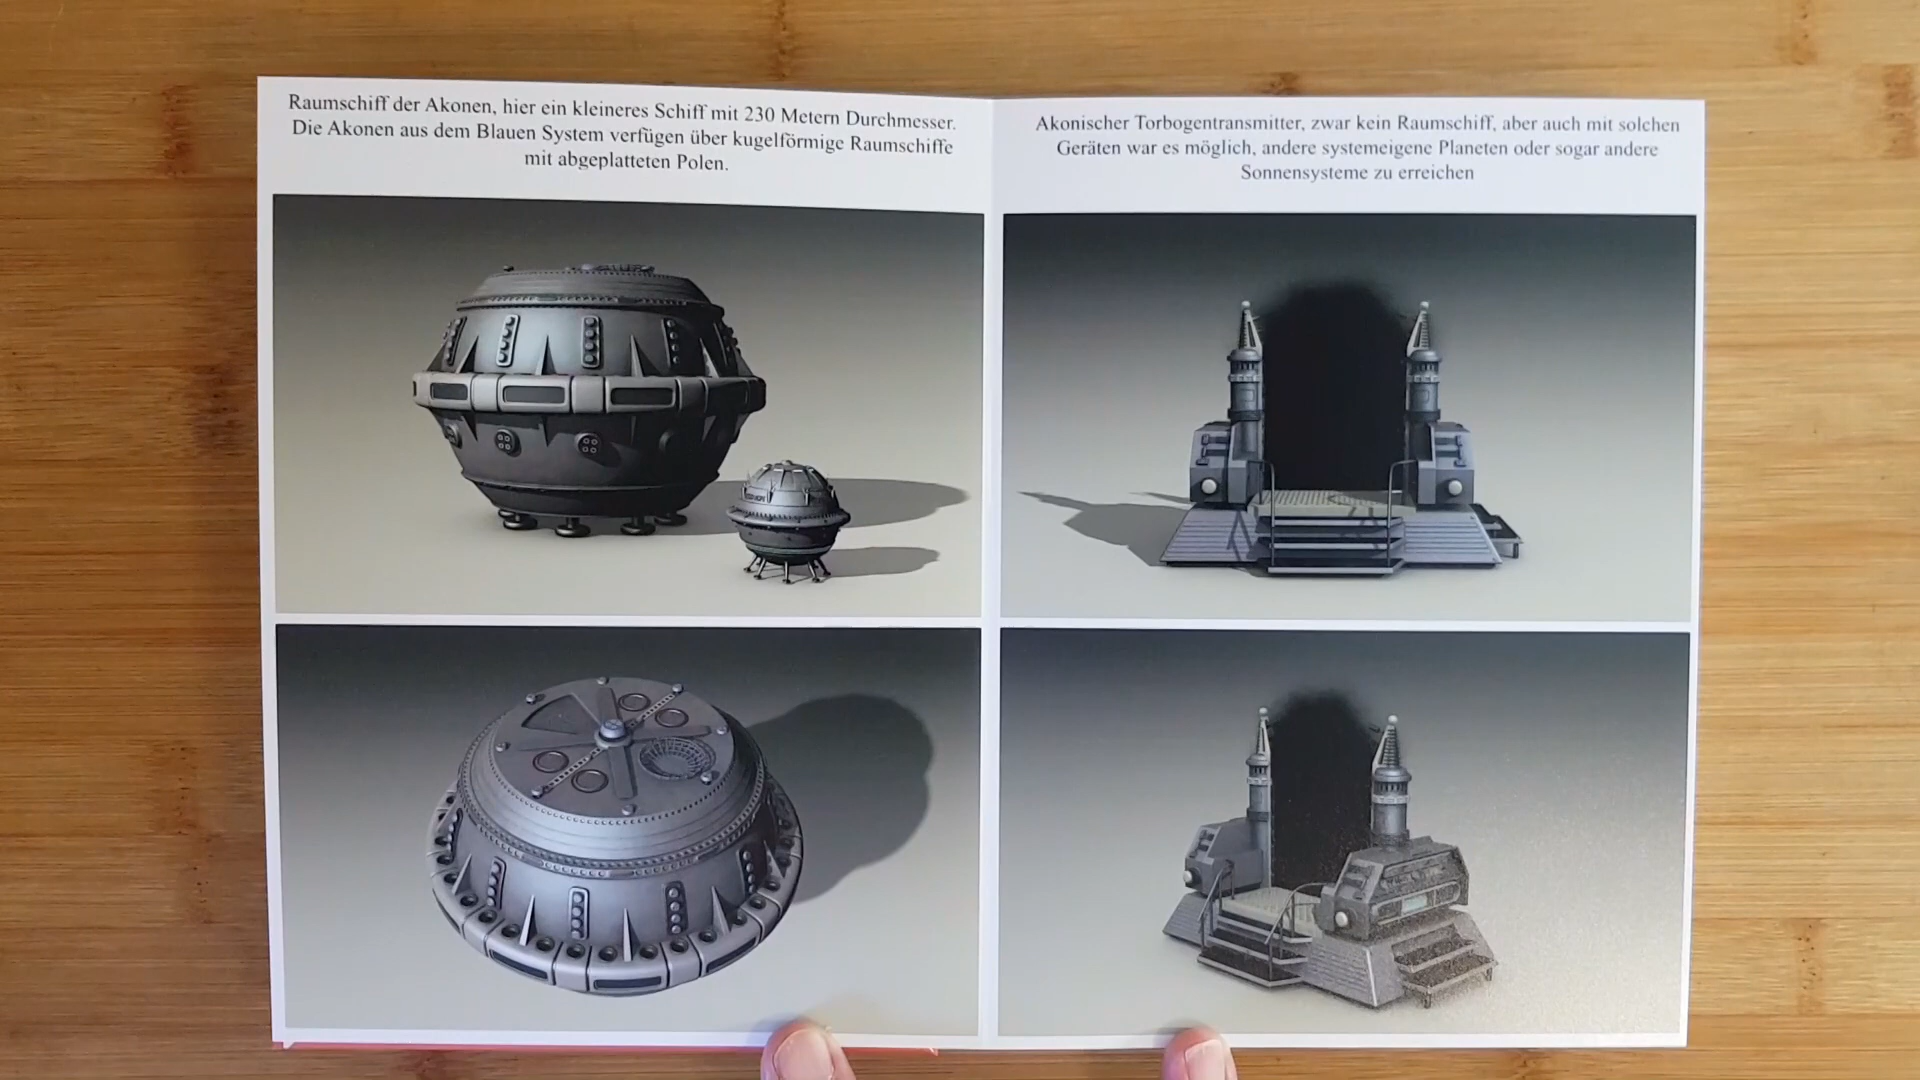 Raumschiff der Akonen, hier ein kleineres Schiff mit 230 Metern Durchmesser.
Die Akonen aus dem Blauen System verfügen über kugelförmige Raumschiffe
mit abgeplatteten Polen.
Akonischer Torbogentransmitter, zwar kein Raumschiff, aber auch mit solchen
Geräten war es möglich, andere systemeigene Planeten oder sogar andere
Sonnensysteme zu erreichen